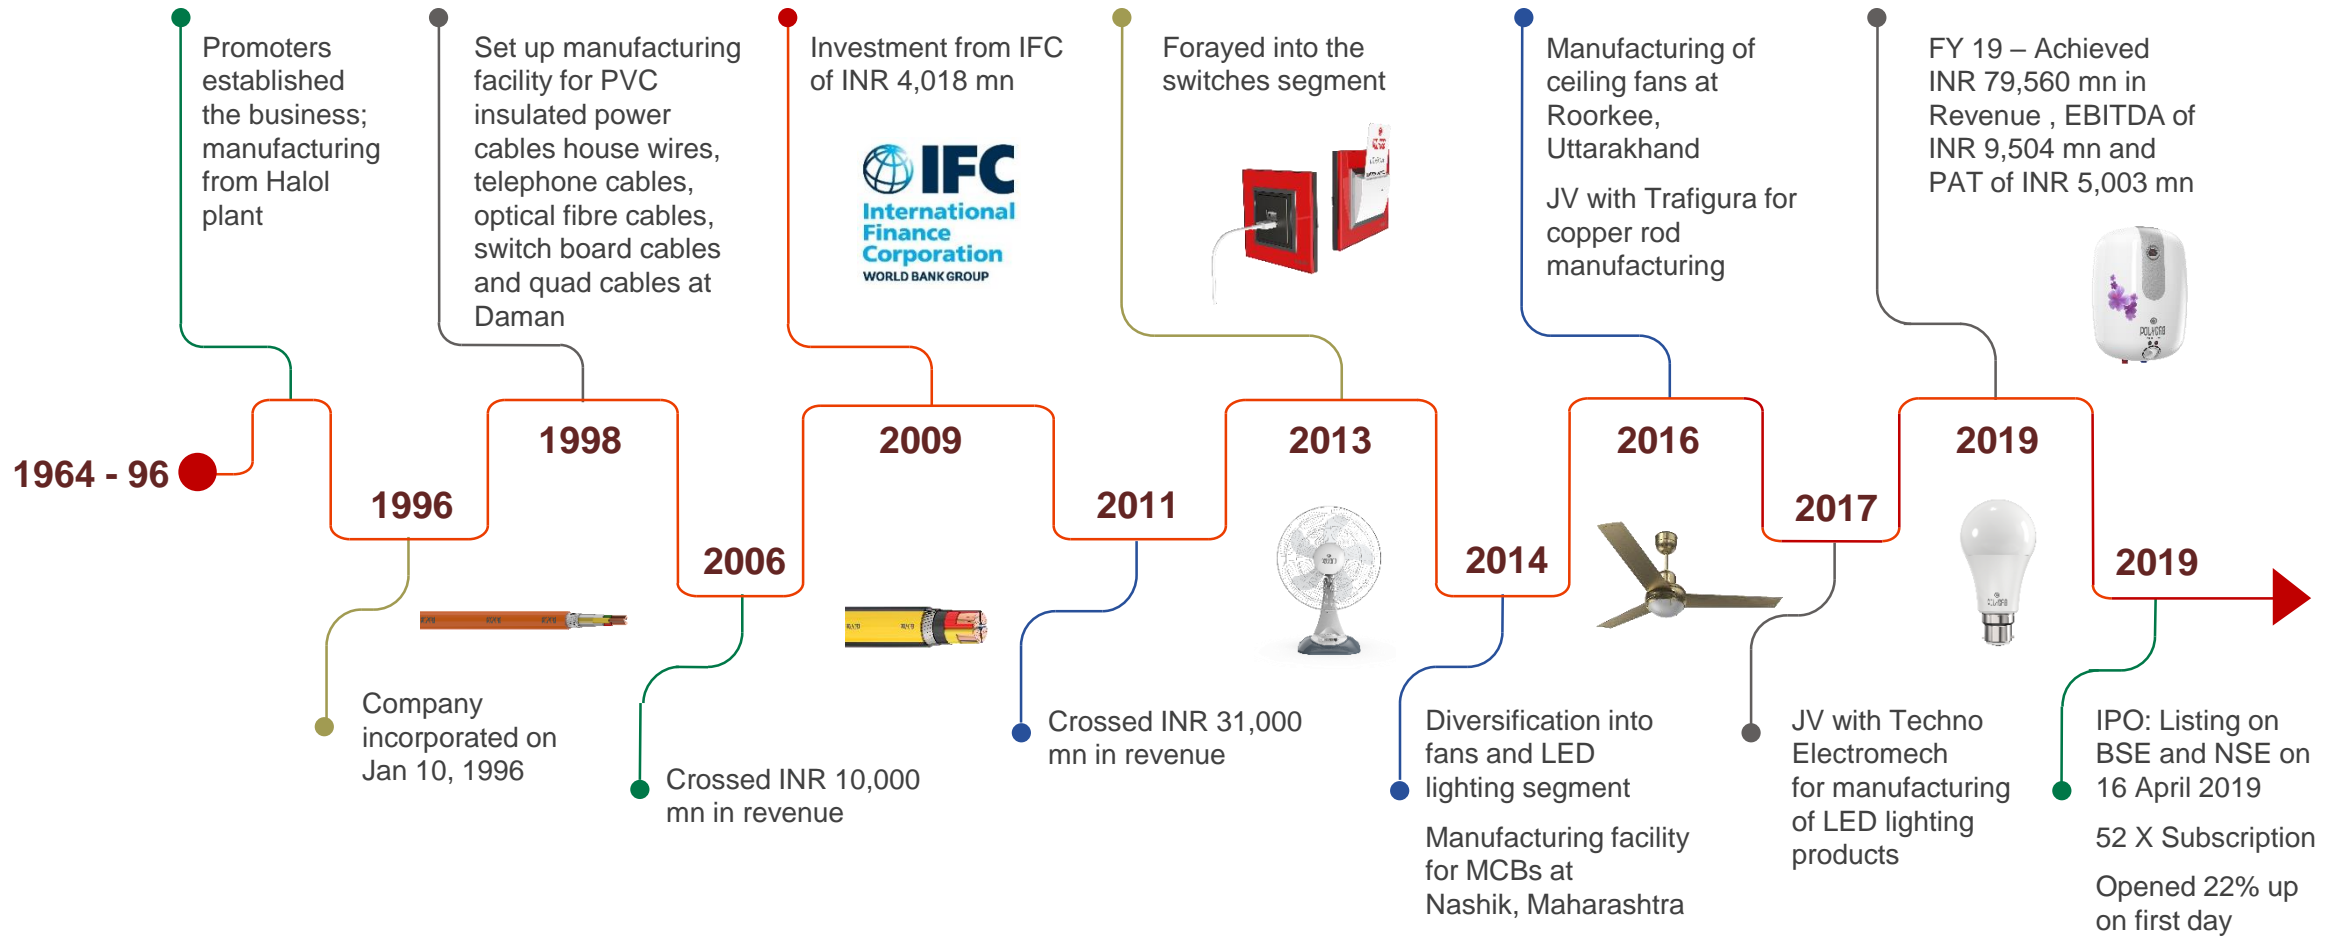 Promoters
established
the business;
manufacturing
from Halol
plant
Set up manufacturing
facility for PVC
insulated power
cables house wires,
telephone cables,
optical fibre cables,
switch board cables
and quad cables at
Daman
Investment from IFC
of INR 4,018 mn
IFC
International
Finance
Corporation
WORLD BANK GROUP
Forayed into the
switches segment
Manufacturing of
ceiling fans at
Roorkee,
Uttarakhand
JV with Trafigura for
copper rod
manufacturing
FY 19 – Achieved
INR 79,560 mn in
Revenue , EBITDA of
INR 9,504 mn and
PAT of INR 5,003 mn
POLYCAB
1964 - 96
1996
1998
2006
2009
2011
2013
2014
2016
2017
2019
2019
Company
incorporated on
Jan 10, 1996
Crossed INR 10,000
mn in revenue
Crossed INR 31,000
mn in revenue
Diversification into
fans and LED
lighting segment
Manufacturing facility
for MCBs at
Nashik, Maharashtra
JV with Techno
Electromech
for manufacturing
of LED lighting
products
IPO: Listing on
BSE and NSE on
16 April 2019
52 X Subscription
Opened 22% up
on first day